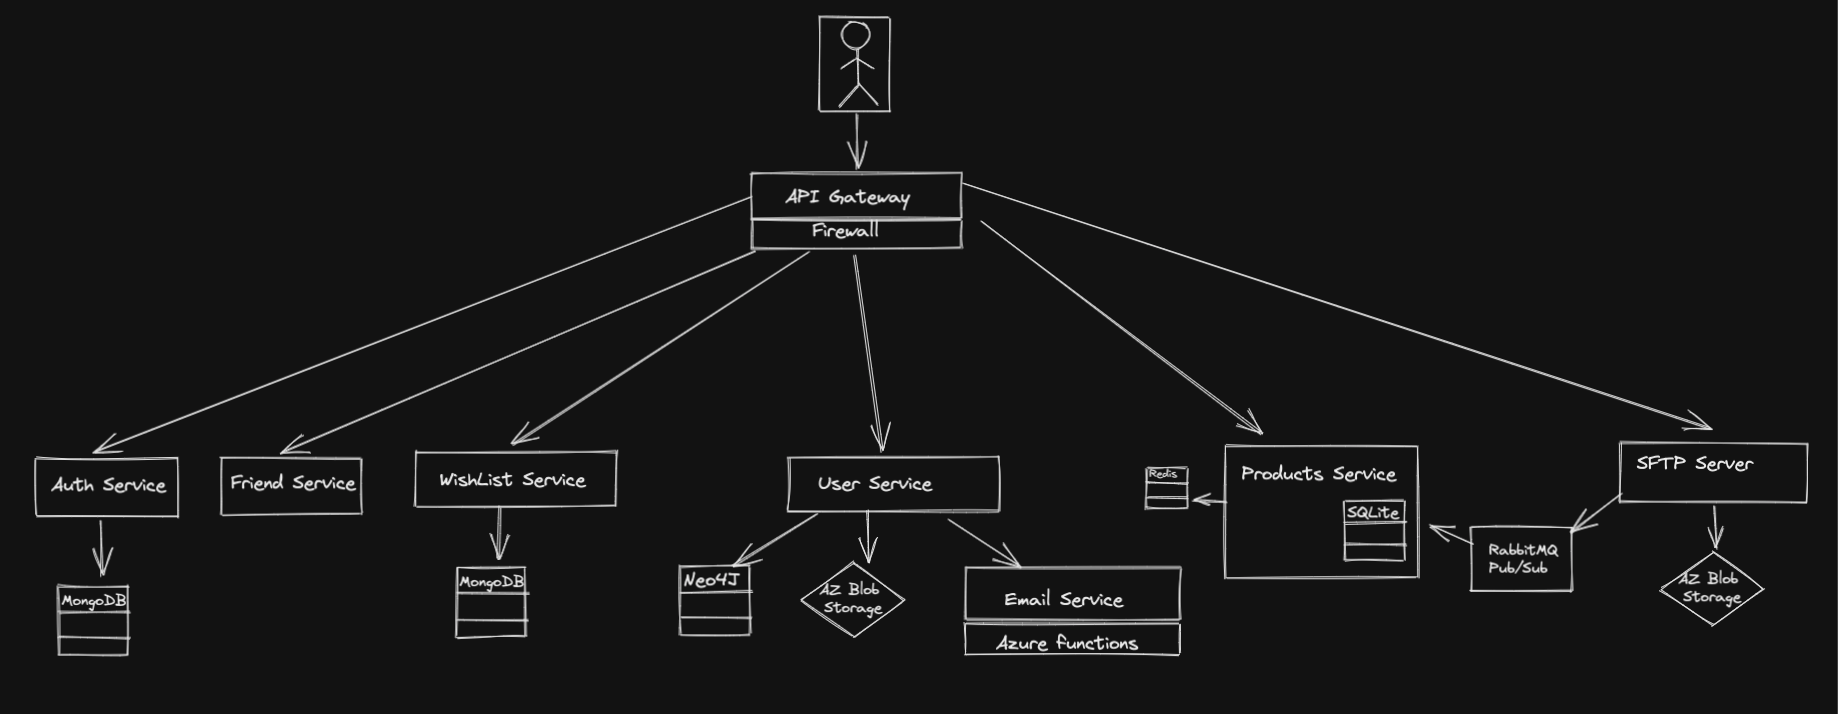 API Gateway
Firewall
Auth Service
Friend Service
WishList Service
User Service
Redis
Products Service
SQLite
SFTP Server
RabbitMQ
Pub/Sub
MongoDB
MongoDB
Neo4J
AZ Blob
Storage
Email Service
Azure functions
AZ Blob
Storage